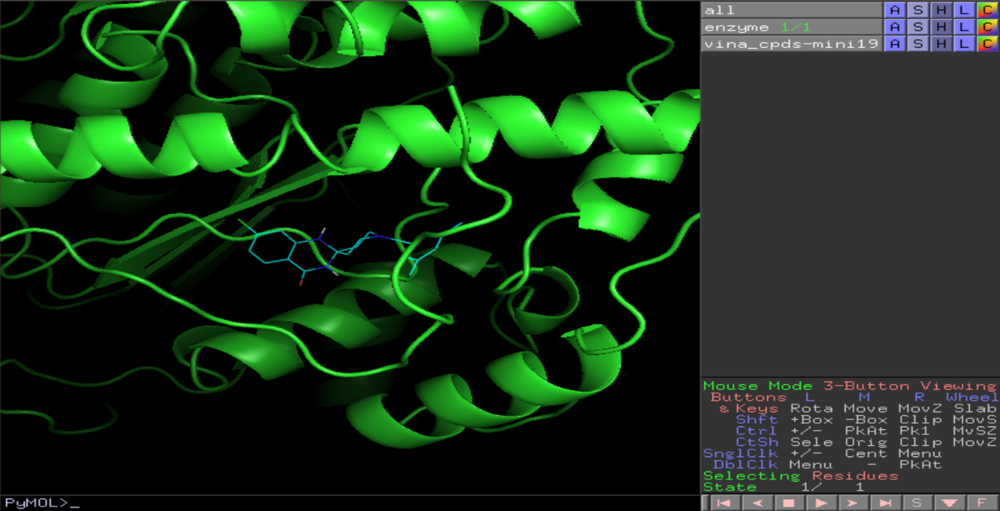 all A S H L C
enzyme 1/1 A S H L C
vina_cpds-mini19 A S H L C
Mouse Mode 3-Button Viewing
Buttons L M R Wheel
& Keys Rota Move MovZ Slab
Shft +Box -Box Clip MovS
Ctrl +/- PkAt Pk1 MvSZ
CtSh Sele Orig Clip MovZ
SnglClk +/- Cent Menu
DblClk Menu - PkAt
Selecting Residues
State 1/ 1
PyMOL>_
S F